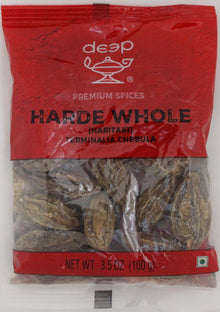 deep
®
PREMIUM SPICES
HARDE WHOLE
(HARITAKI)
TERMINALIA CHEBULA
NET WT. 3.5 OZ (100 g)